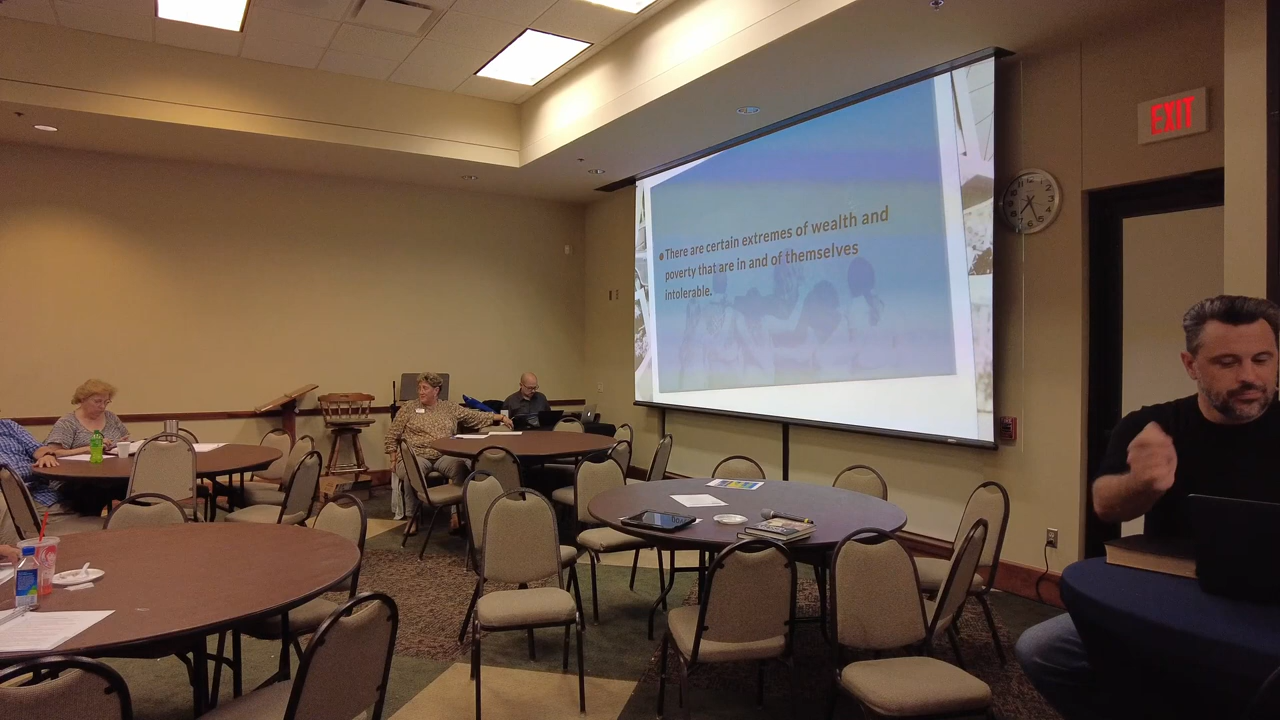 EXIT
•There are certain extremes of wealth and
poverty that are in and of themselves
intolerable.